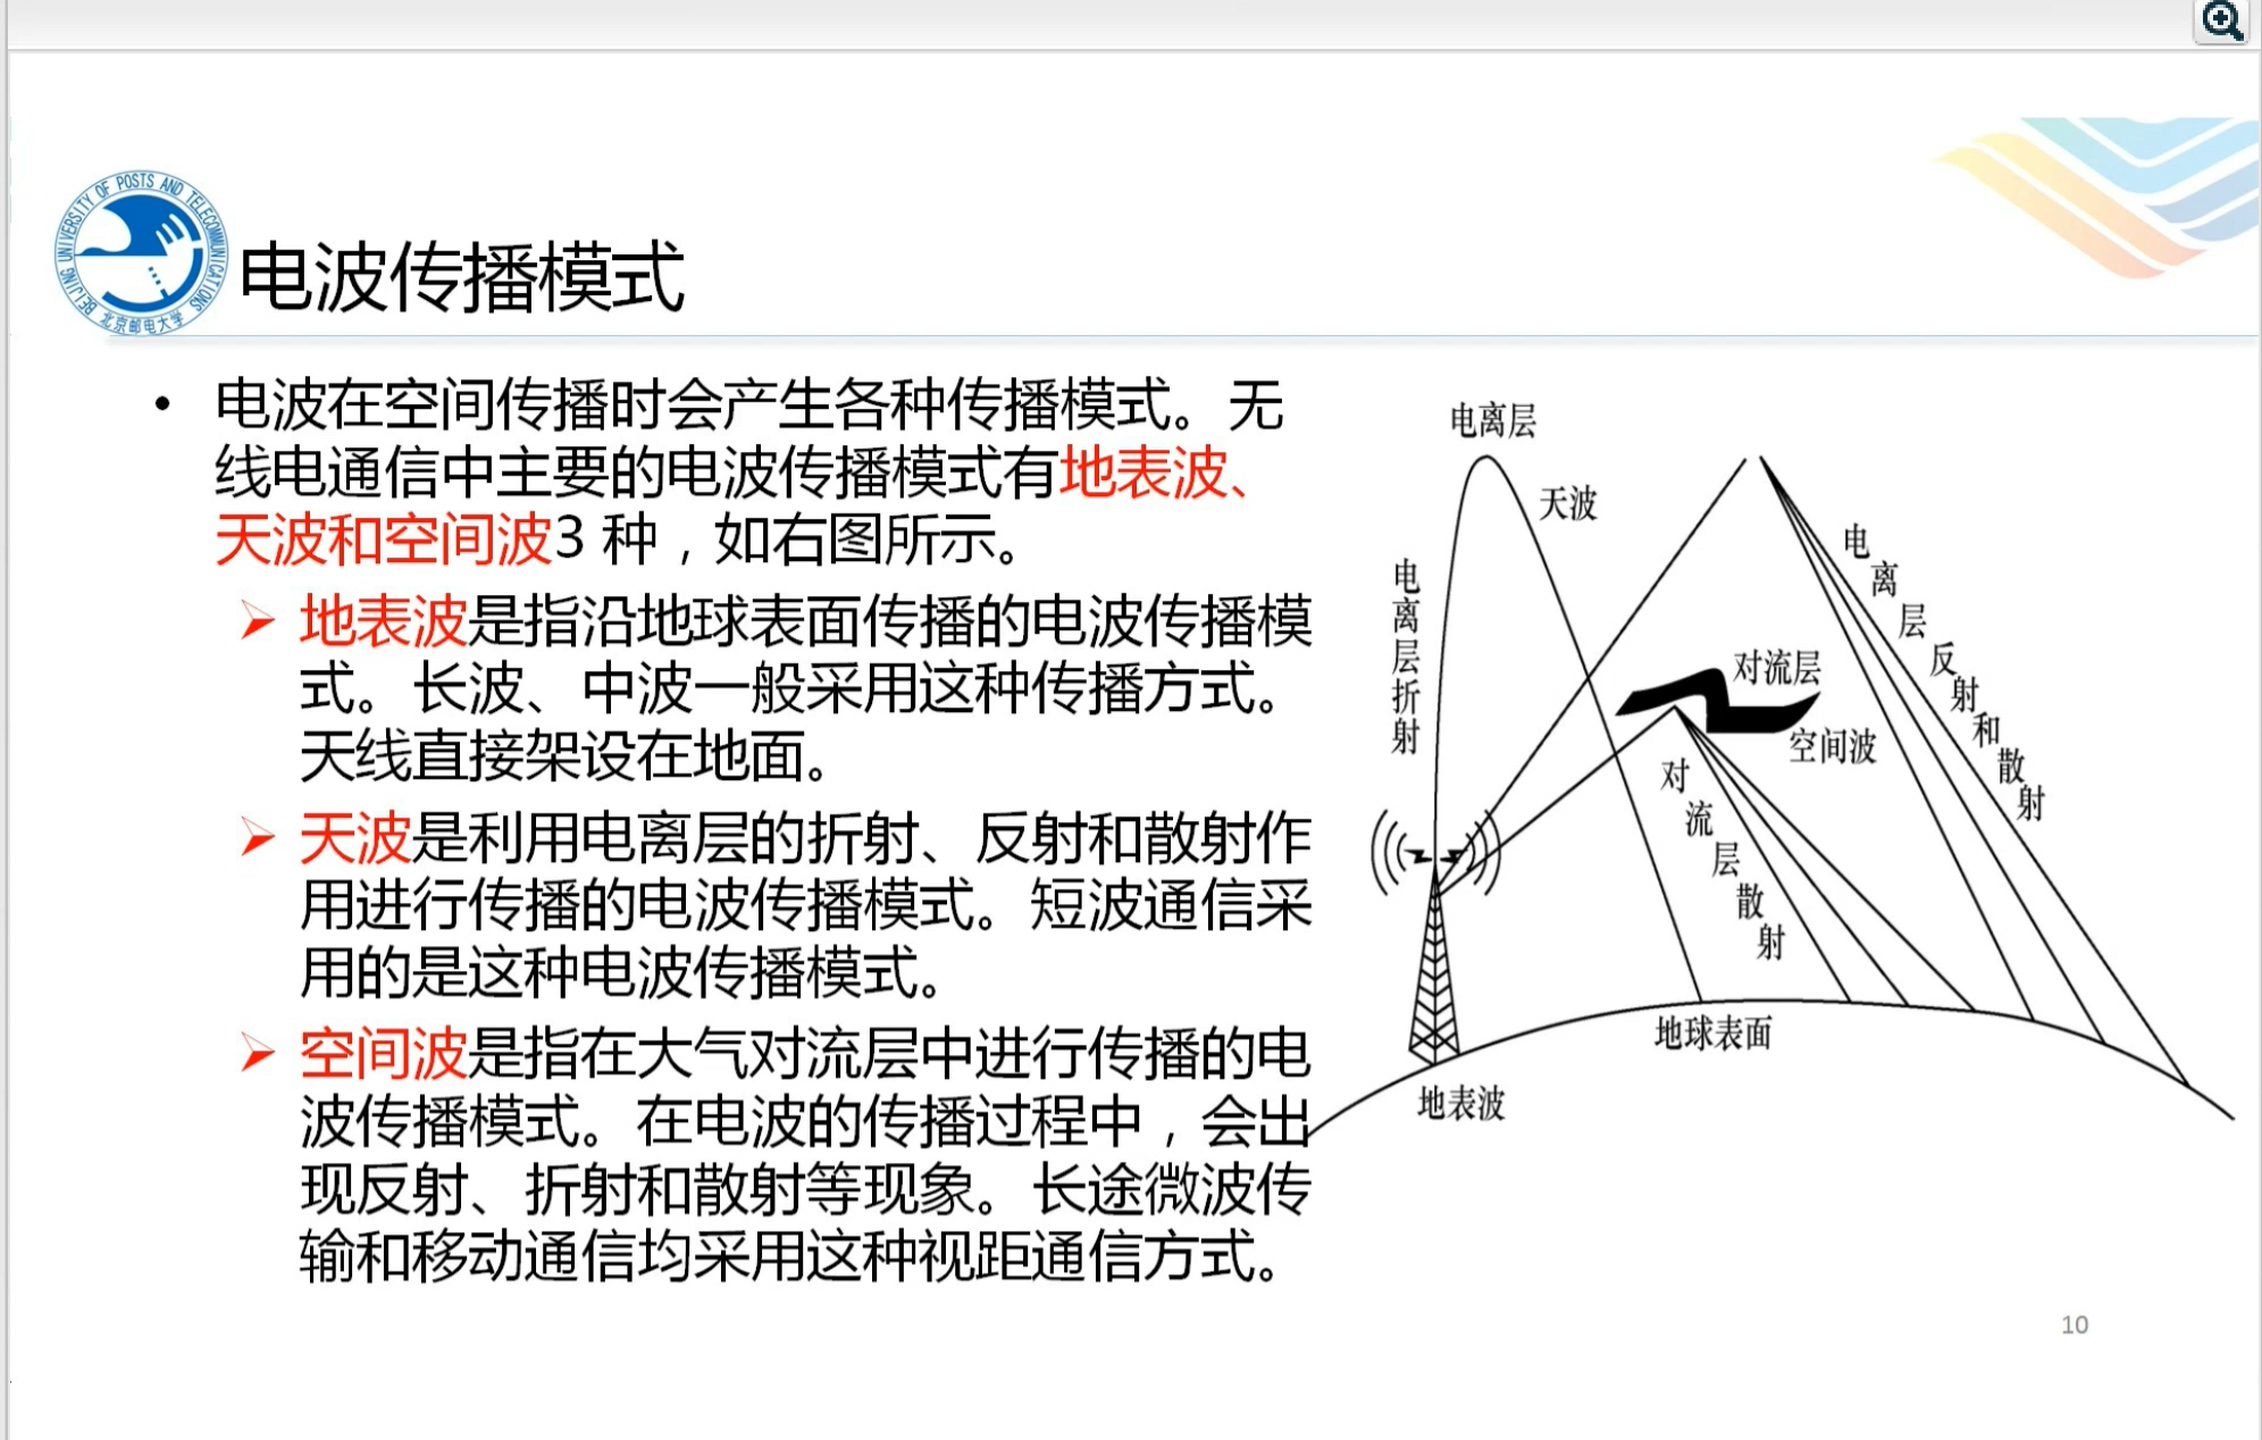 BEIJING UNIVERSITY OF POSTS AND TELECOMMUNICATIONS
北京邮电大学
电波传播模式
• 电波在空间传播时会产生各种传播模式。无
线电通信中主要的电波传播模式有地表波、
天波和空间波3 种，如右图所示。
地表波是指沿地球表面传播的电波传播模
式。长波、中波一般采用这种传播方式。
天线直接架设在地面。
天波是利用电离层的折射、反射和散射作
用进行传播的电波传播模式。短波通信采
用的是这种电波传播模式。
空间波是指在大气对流层中进行传播的电
波传播模式。在电波的传播过程中，会出
现反射、折射和散射等现象。长途微波传
输和移动通信均采用这种视距通信方式。
电离层
天波
电离层折射
电离层反射和散射
对流层
空间波
对流层散射
地球表面
地表波
10